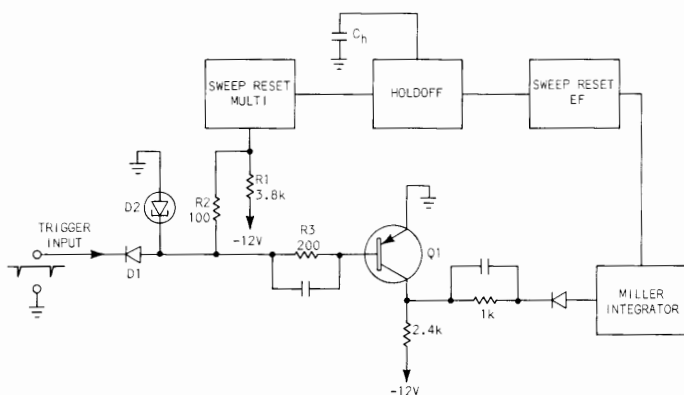 C_h
SWEEP RESET
MULTI
HOLDOFF
SWEEP RESET
EF
R1
3.8k
R2
100
D2
-12V
R3
200
TRIGGER
INPUT
D1
Q1
2.4k
1k
MILLER
INTEGRATOR
-12V